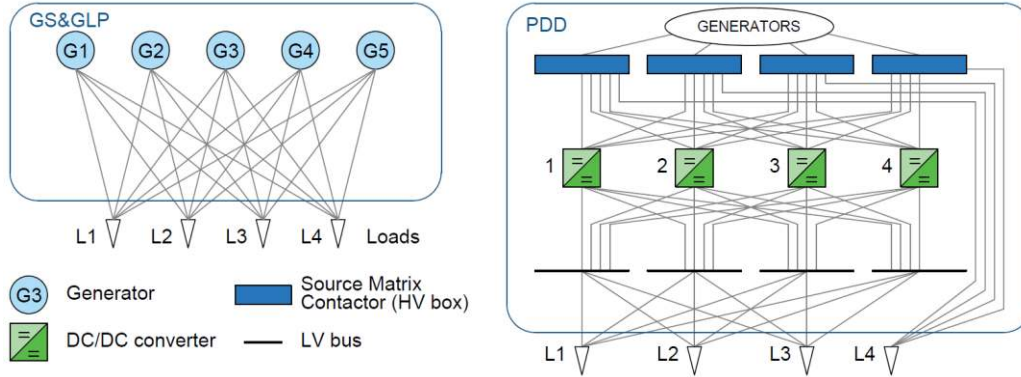 GS&GLP
G1 G2 G3 G4 G5
L1 L2 L3 L4 Loads
G3 Generator
Source Matrix
Contactor (HV box)
DC/DC converter
LV bus
PDD
GENERATORS
1 2 3 4
L1 L2 L3 L4